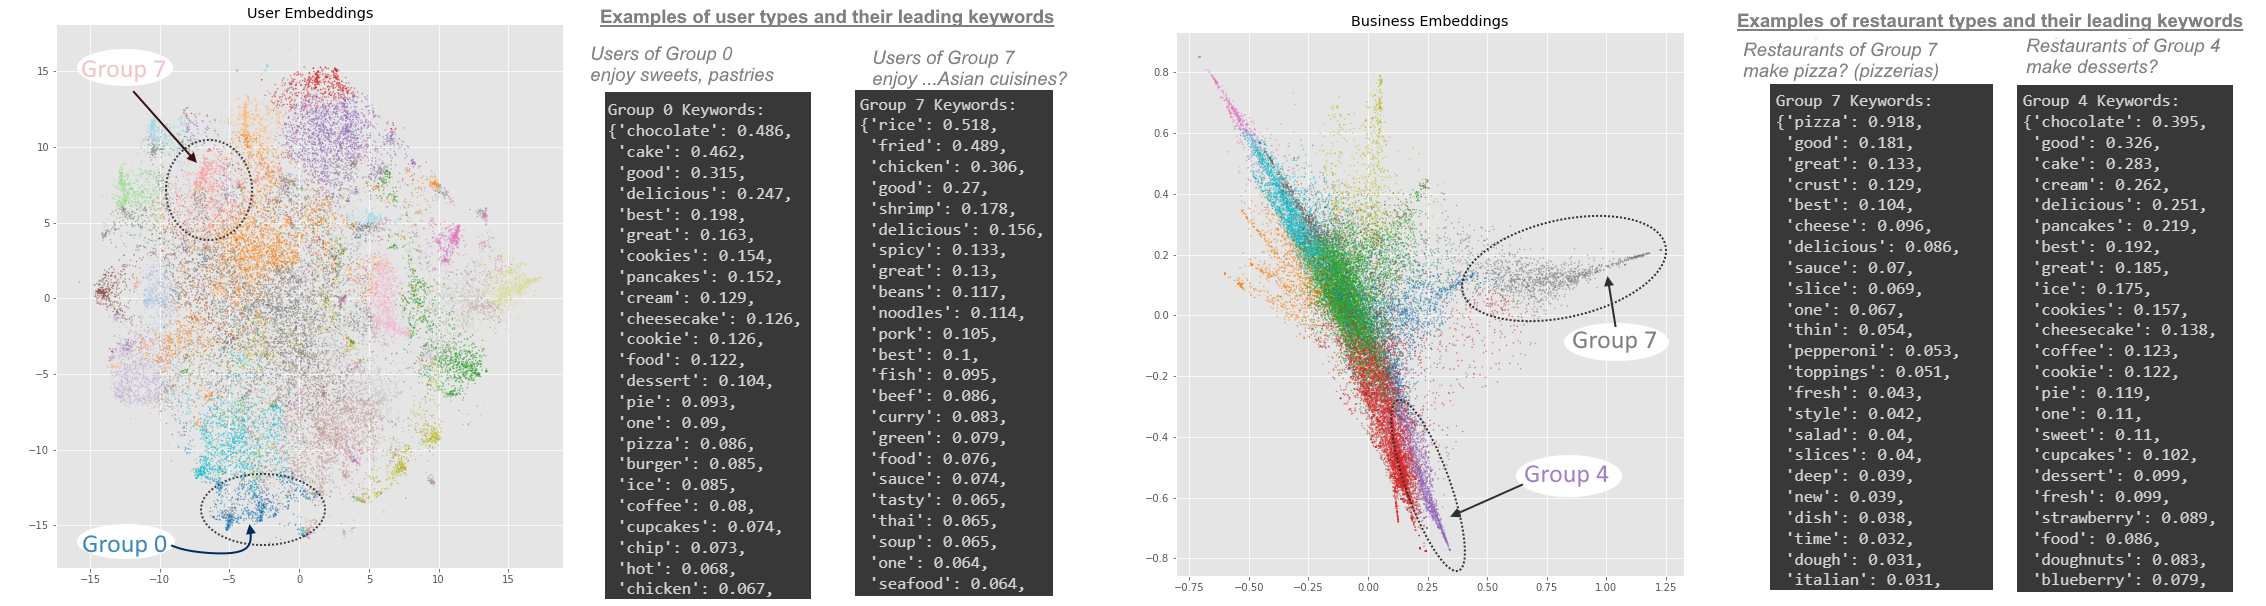 User Embeddings
15
10
5
0
−5
−10
−15
−15
−10
−5
0
5
10
15
Group 7
Group 0
Examples of user types and their leading keywords
Users of Group 0
enjoy sweets, pastries
Group 0 Keywords:
{'chocolate': 0.486,
'cake': 0.462,
'good': 0.315,
'delicious': 0.247,
'best': 0.198,
'great': 0.163,
'cookies': 0.154,
'pancakes': 0.152,
'cream': 0.129,
'cheesecake': 0.126,
'cookie': 0.126,
'food': 0.122,
'dessert': 0.104,
'pie': 0.093,
'one': 0.09,
'pizza': 0.086,
'burger': 0.085,
'ice': 0.085,
'coffee': 0.08,
'cupcakes': 0.074,
'chip': 0.073,
'hot': 0.068,
'chicken': 0.067,
Users of Group 7
enjoy ...Asian cuisines?
Group 7 Keywords:
{'rice': 0.518,
'fried': 0.489,
'chicken': 0.306,
'good': 0.27,
'shrimp': 0.178,
'delicious': 0.156,
'spicy': 0.133,
'great': 0.13,
'beans': 0.117,
'noodles': 0.114,
'pork': 0.105,
'best': 0.1,
'fish': 0.095,
'beef': 0.086,
'curry': 0.083,
'green': 0.079,
'food': 0.076,
'sauce': 0.074,
'tasty': 0.065,
'thai': 0.065,
'soup': 0.065,
'one': 0.064,
'seafood': 0.064,
Business Embeddings
0.8
0.6
0.4
0.2
0.0
−0.2
−0.4
−0.6
−0.8
−0.75
−0.50
−0.25
0.00
0.25
0.50
0.75
1.00
1.25
Group 7
Group 4
Examples of restaurant types and their leading keywords
Restaurants of Group 7
make pizza? (pizzerias)
Group 7 Keywords:
{'pizza': 0.918,
'good': 0.181,
'great': 0.133,
'crust': 0.129,
'best': 0.104,
'cheese': 0.096,
'delicious': 0.086,
'sauce': 0.07,
'slice': 0.069,
'one': 0.067,
'thin': 0.054,
'pepperoni': 0.053,
'toppings': 0.051,
'fresh': 0.043,
'style': 0.042,
'salad': 0.04,
'slices': 0.04,
'deep': 0.039,
'new': 0.039,
'dish': 0.038,
'time': 0.032,
'dough': 0.031,
'italian': 0.031,
Restaurants of Group 4
make desserts?
Group 4 Keywords:
{'chocolate': 0.395,
'good': 0.326,
'cake': 0.283,
'cream': 0.262,
'delicious': 0.251,
'pancakes': 0.219,
'best': 0.192,
'great': 0.185,
'ice': 0.175,
'cookies': 0.157,
'cheesecake': 0.138,
'coffee': 0.123,
'cookie': 0.122,
'pie': 0.119,
'one': 0.11,
'sweet': 0.11,
'cupcakes': 0.102,
'dessert': 0.099,
'fresh': 0.099,
'strawberry': 0.089,
'food': 0.086,
'doughnuts': 0.083,
'blueberry': 0.079,